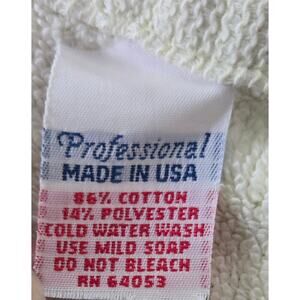 Professional
MADE IN USA
86% COTTON
14% POLYESTER
COLD WATER WASH
USE MILD SOAP
DO NOT BLEACH
RN 64053